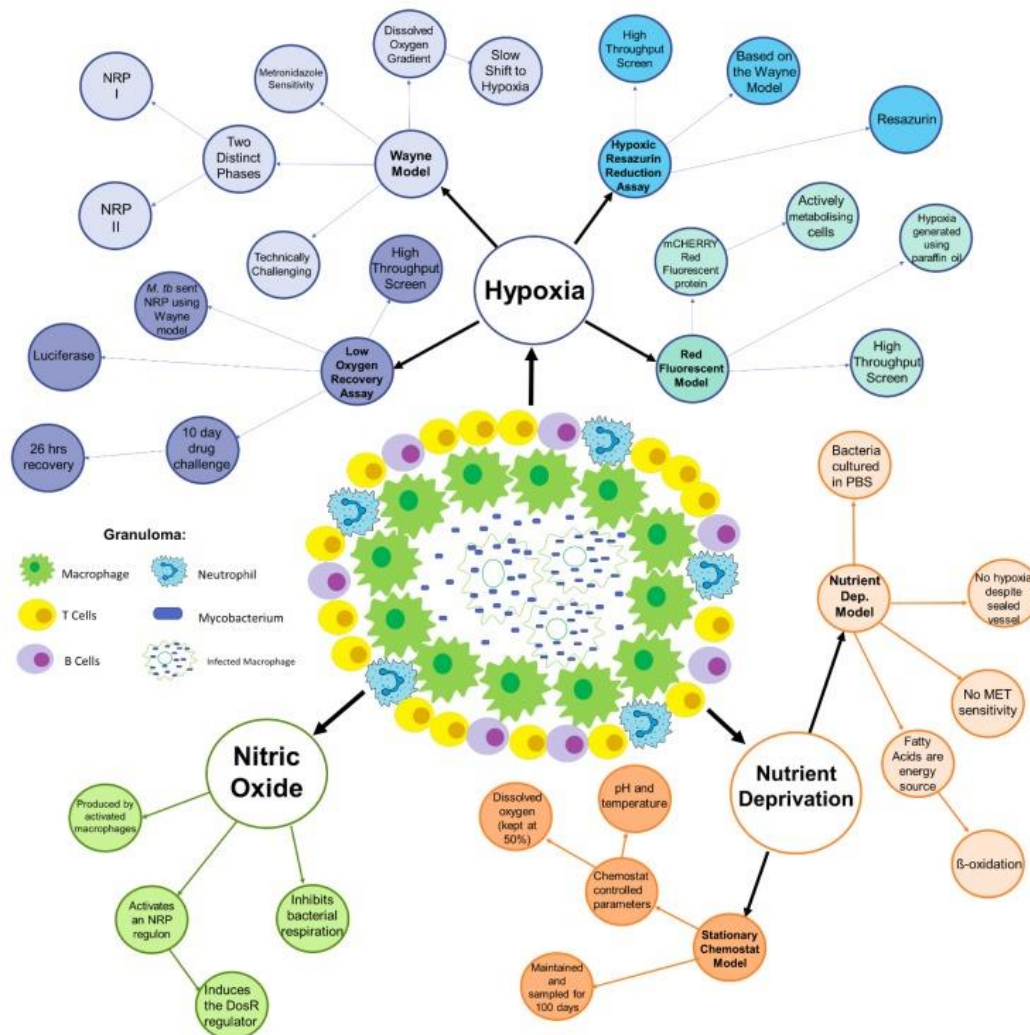 Dissolved
Oxygen
Gradient
Slow
Shift to
Hypoxia
NRP
I
Metronidazole
Sensitivity
Two
Distinct
Phases
Wayne
Model
NRP
II
Technically
Challenging
High
Throughput
Screen
Based on
the Wayne
Model
Resazurin
Hypoxic
Resazurin
Reduction
Assay
Hypoxia
Actively
metabolising
cells
mCHERRY
Red
Fluorescent
protein
Hypoxia
generated
using
paraffin oil
Red
Fluorescent
Model
High
Throughput
Screen
High
Throughput
Screen
M. tb sent
NRP using
Wayne
model
Luciferase
Low
Oxygen
Recovery
Assay
10 day
drug
challenge
26 hrs
recovery
Granuloma:
Macrophage
Neutrophil
T Cells
Mycobacterium
B Cells
Infected Macrophage
Bacteria
cultured
in PBS
Nutrient
Dep.
Model
No hypoxia
despite
sealed
vessel
No MET
sensitivity
Fatty
Acids are
energy
source
ß-oxidation
Nutrient
Deprivation
Nitric
Oxide
Produced by
activated
macrophages
Activates
an NRP
regulon
Inhibits
bacterial
respiration
Induces
the DosR
regulator
Dissolved
oxygen
(kept at
50%)
pH and
temperature
Chemostat
controlled
parameters
Stationary
Chemostat
Model
Maintained
and
sampled for
100 days